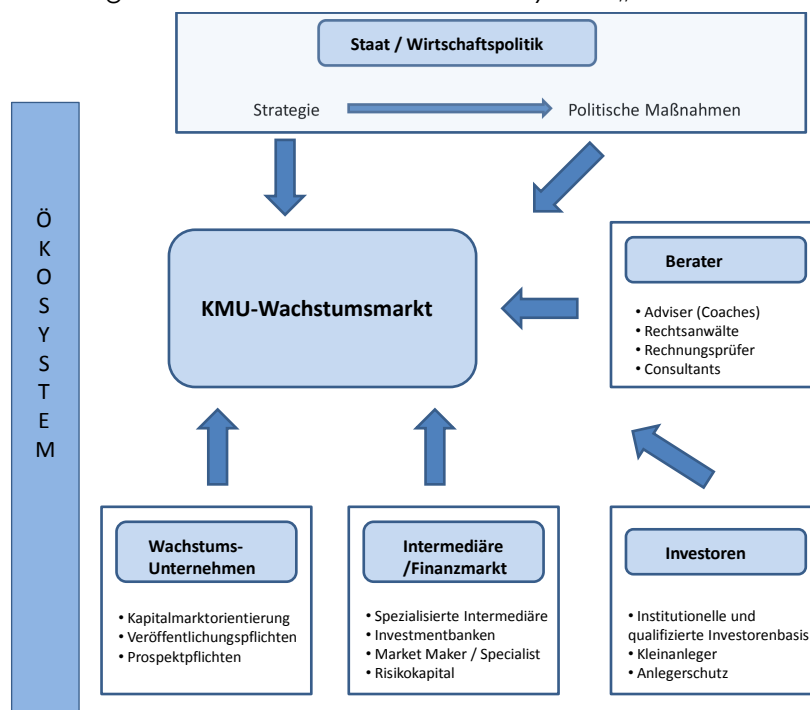 Staat / Wirtschaftspolitik
Strategie
Politische Maßnahmen
Ö
K
O
S
Y
S
T
E
M
KMU-Wachstumsmarkt
Berater
• Adviser (Coaches)
• Rechtsanwälte
• Rechnungsprüfer
• Consultants
Wachstums-
Unternehmen
• Kapitalmarktorientierung
• Veröffentlichungspflichten
• Prospektpflichten
Intermediäre
/Finanzmarkt
• Spezialisierte Intermediäre
• Investmentbanken
• Market Maker / Specialist
• Risikokapital
Investoren
• Institutionelle und
qualifizierte Investorenbasis
• Kleinanleger
• Anlegerschutz